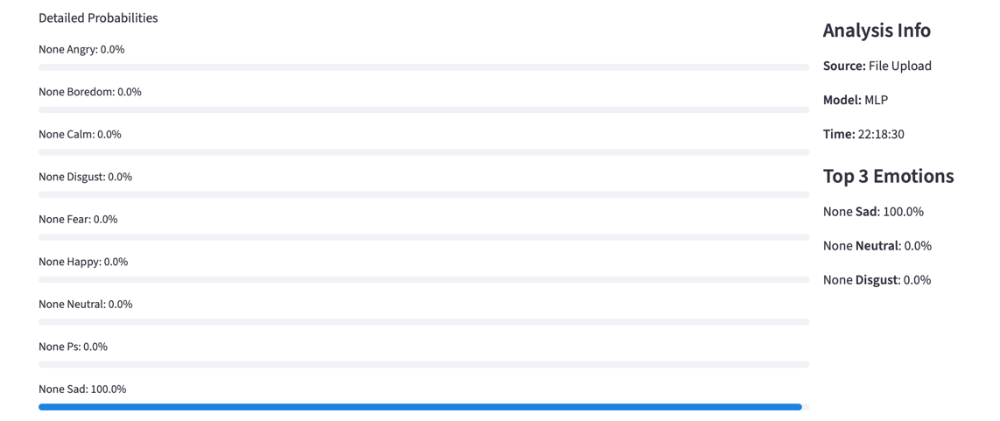 Detailed Probabilities
None Angry: 0.0%
None Boredom: 0.0%
None Calm: 0.0%
None Disgust: 0.0%
None Fear: 0.0%
None Happy: 0.0%
None Neutral: 0.0%
None Ps: 0.0%
None Sad: 100.0%
Analysis Info
Source: File Upload
Model: MLP
Time: 22:18:30
Top 3 Emotions
None Sad: 100.0%
None Neutral: 0.0%
None Disgust: 0.0%